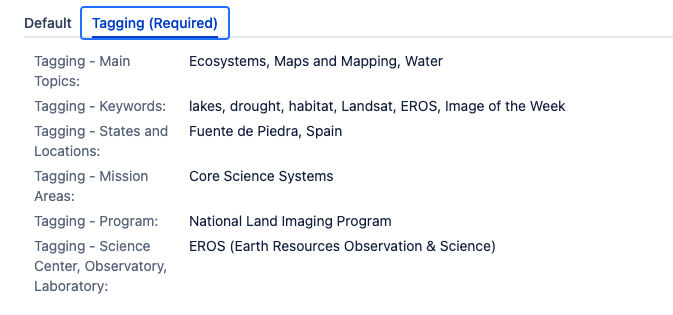 Default Tagging (Required)
Tagging - Main Topics: Ecosystems, Maps and Mapping, Water
Tagging - Keywords: lakes, drought, habitat, Landsat, EROS, Image of the Week
Tagging - States and Locations: Fuente de Piedra, Spain
Tagging - Mission Areas: Core Science Systems
Tagging - Program: National Land Imaging Program
Tagging - Science Center, Observatory, Laboratory: EROS (Earth Resources Observation & Science)